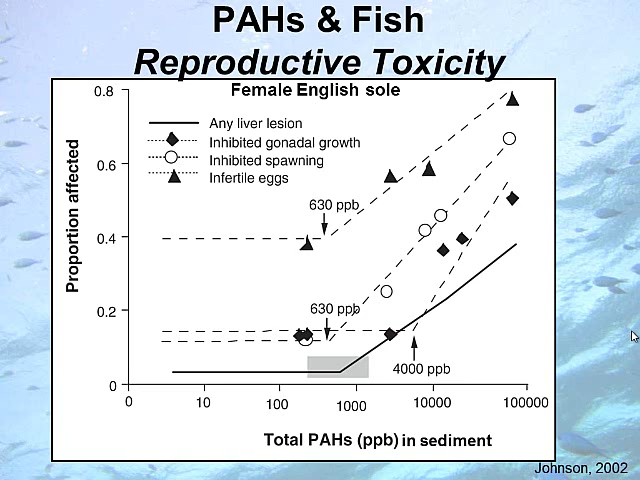 PAHs & Fish
Reproductive Toxicity
Female English sole
Any liver lesion
Inhibited gonadal growth
Inhibited spawning
Infertile eggs
Proportion affected
0.8
0.6
0.4
0.2
0
630 ppb
630 ppb
4000 ppb
0
10
100
1000
10000
100000
Total PAHs (ppb) in sediment
Johnson, 2002